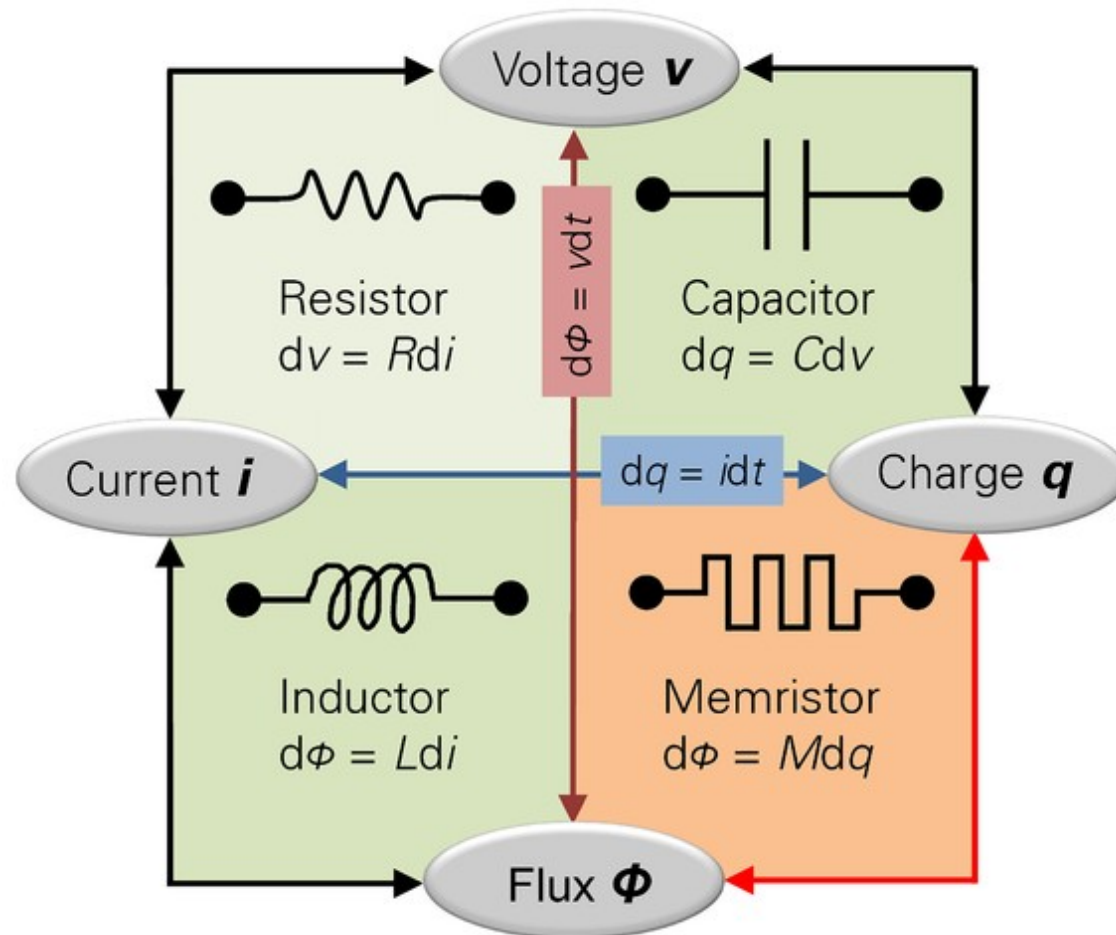 Voltage v
Resistor
dv = Rdi
dΦ = vdt
Capacitor
dq = Cdv
Current i
dq = idt
Charge q
Inductor
dΦ = Ldi
Memristor
dΦ = Mdq
Flux Φ